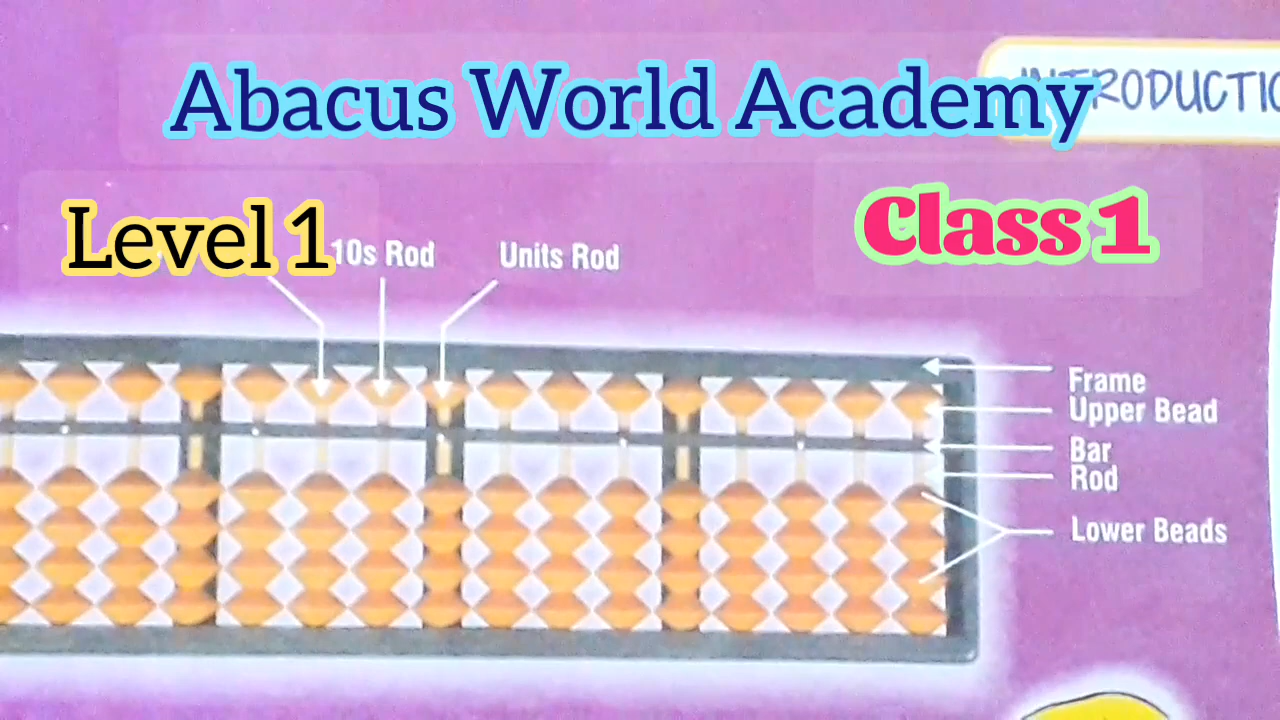 Abacus World Academy
Level 1
Class 1
10s Rod
Units Rod
Frame
Upper Bead
Bar
Rod
Lower Beads